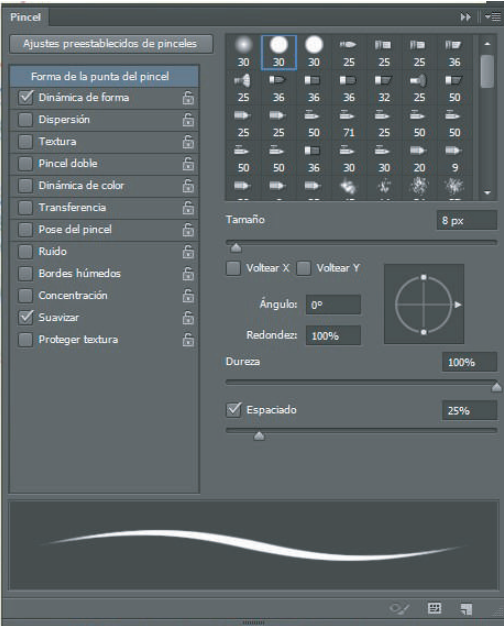 Pincel
Ajustes preestablecidos de pinceles
Forma de la punta del pincel
Dinámica de forma
Dispersión
Textura
Pincel doble
Dinámica de color
Transferencia
Pose del pincel
Ruido
Bordes húmedos
Concentración
Suavizar
Proteger textura
30 30 30 25 25 25 36
25 36 36 36 32 25 50
25 25 50 71 25 50 50
50 50 36 30 30 20 9
Tamaño 8 px
Voltear X Voltear Y
Ángulo: 0º
Redondez: 100%
Dureza 100%
Espaciado 25%